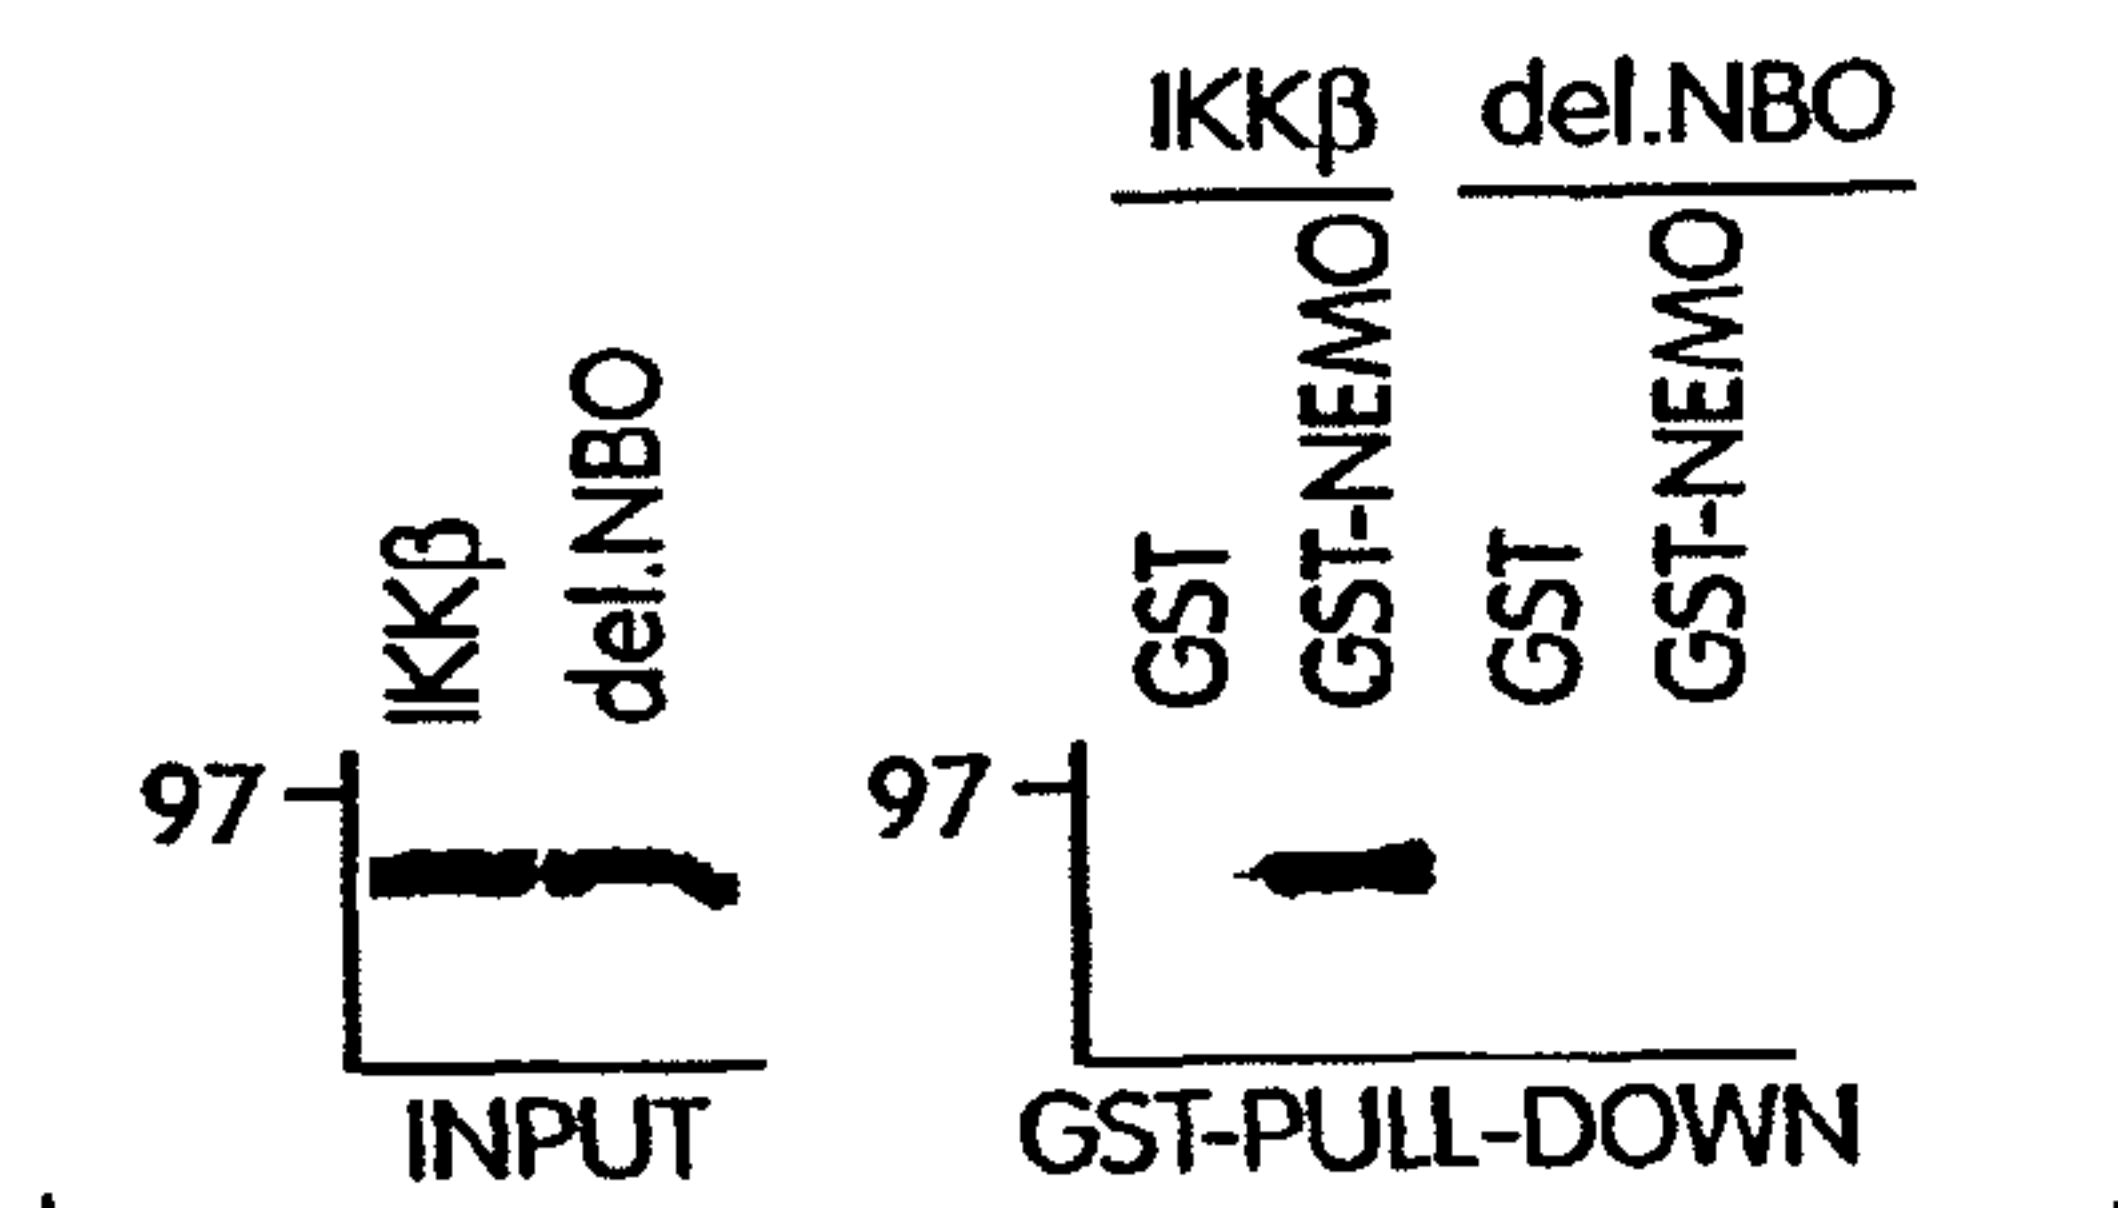 IKKβ del.NBO
GST GST-NEMO GST GST-NEMO
IKKβ del.NBO
97 97
INPUT GST-PULL-DOWN